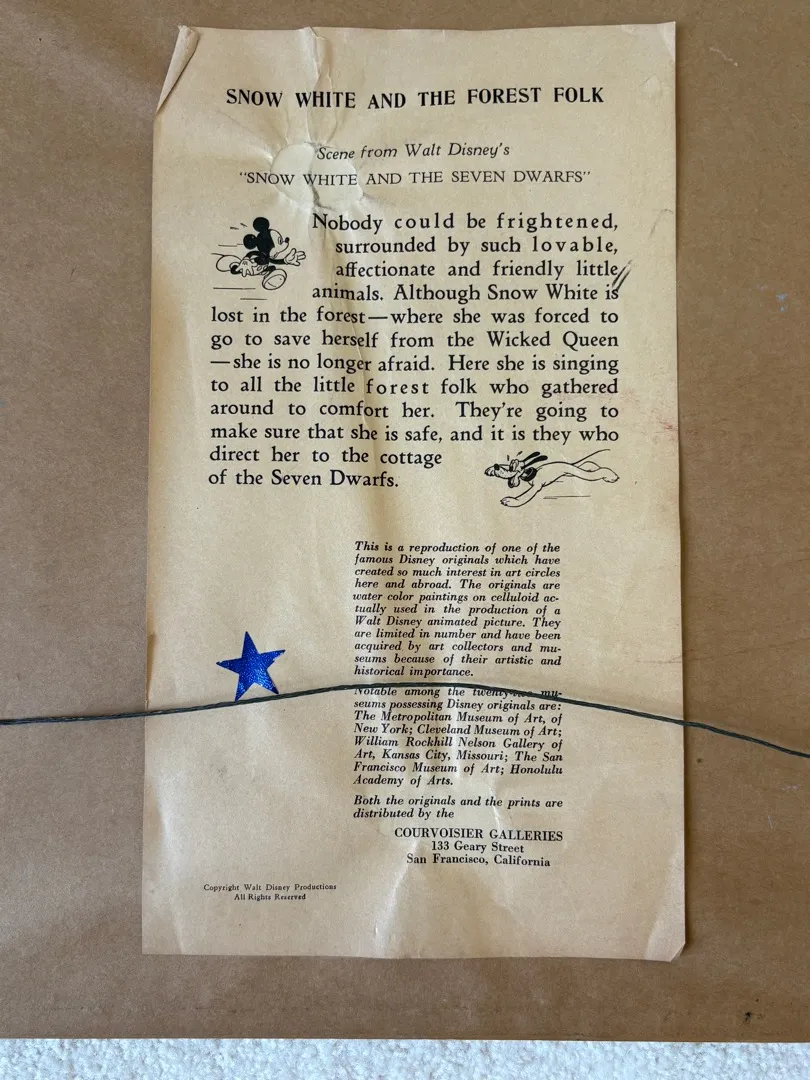 SNOW WHITE AND THE FOREST FOLK
Scene from Walt Disney's
"SNOW WHITE AND THE SEVEN DWARFS"
Nobody could be frightened,
surrounded by such lovable,
affectionate and friendly little
animals. Although Snow White is
lost in the forest—where she was forced to
go to save herself from the Wicked Queen
—she is no longer afraid. Here she is singing
to all the little forest folk who gathered
around to comfort her. They're going to
make sure that she is safe, and it is they who
direct her to the cottage
of the Seven Dwarfs.
This is a reproduction of one of the
famous Disney originals which have
created so much interest in art circles
here and abroad. The originals are
water color paintings on celluloid ac-
tually used in the production of a
Walt Disney animated picture. They
are limited in number and have been
acquired by art collectors and mu-
seums because of their artistic and
historical importance.
Notable among the twenty-two mu-
seums possessing Disney originals are:
The Metropolitan Museum of Art, of
New York; Cleveland Museum of Art;
William Rockhill Nelson Gallery of
Art, Kansas City, Missouri; The San
Francisco Museum of Art; Honolulu
Academy of Arts.
Both the originals and the prints are
distributed by the
COURVOISIER GALLERIES
133 Geary Street
San Francisco, California
Copyright Walt Disney Productions
All Rights Reserved